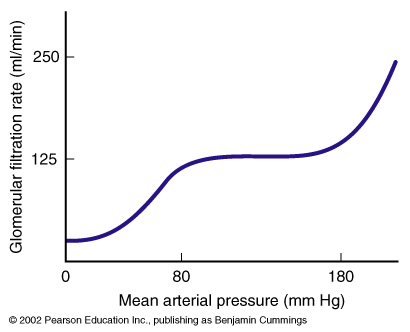 Glomerular filtration rate (ml/min)
250
125
0
80
180
Mean arterial pressure (mm Hg)
© 2002 Pearson Education Inc., publishing as Benjamin Cummings